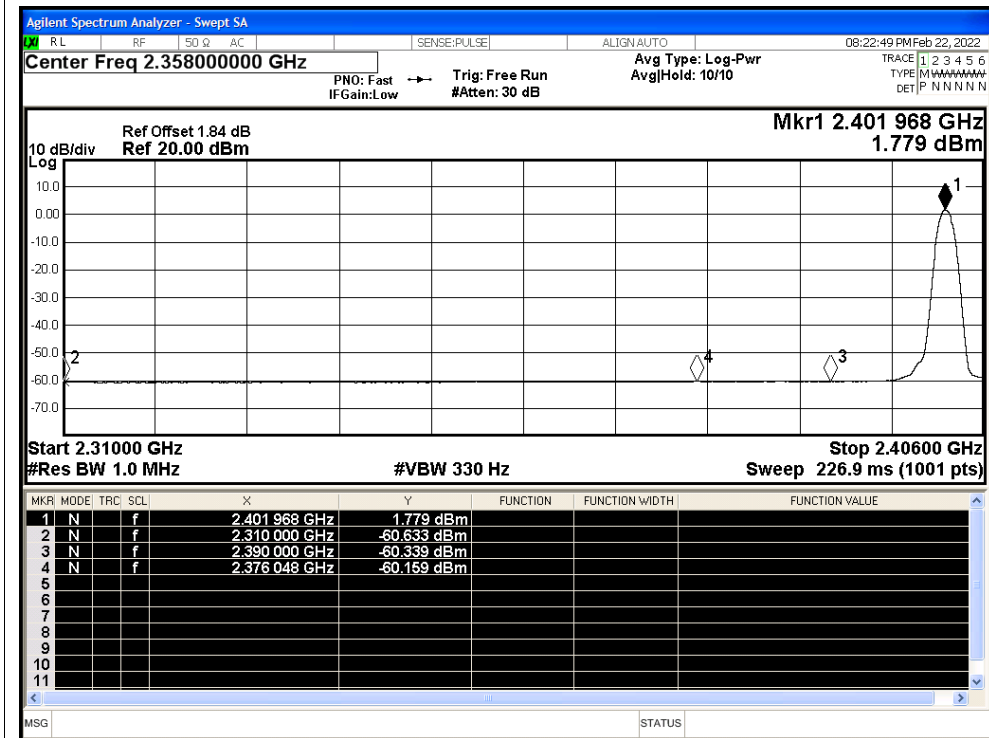 Agilent Spectrum Analyzer - Swept SA
LXI RL RF 50 Ω AC SENSE:PULSE ALIGN AUTO 08:22:49 PM Feb 22, 2022
Center Freq 2.358000000 GHz Avg Type: Log-Pwr TRACE 1 2 3 4 5 6
PNO: Fast Trig: Free Run Avg|Hold: 10/10 TYPE M
IFGain:Low #Atten: 30 dB DET P N N N N N
Mkr1 2.401 968 GHz
Ref Offset 1.84 dB
10 dB/div Ref 20.00 dBm 1.779 dBm
Log
10.0
1
0.00
-10.0
-20.0
-30.0
-40.0
-50.0
2 4 3
-60.0
-70.0
Start 2.31000 GHz Stop 2.40600 GHz
#Res BW 1.0 MHz #VBW 330 Hz Sweep 226.9 ms (1001 pts)
MKR MODE TRC SCL X Y FUNCTION FUNCTION WIDTH FUNCTION VALUE
1 N f 2.401 968 GHz 1.779 dBm
2 N f 2.310 000 GHz -60.633 dBm
3 N f 2.390 000 GHz -60.339 dBm
4 N f 2.376 048 GHz -60.159 dBm
5
6
7
8
9
10
11
MSG STATUS